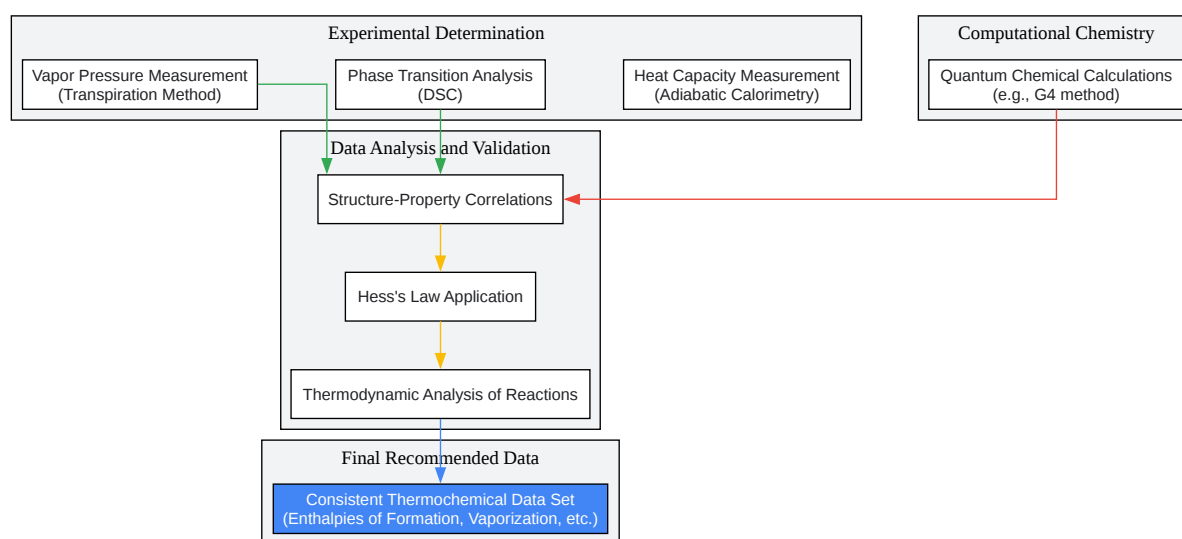 Experimental Determination
Vapor Pressure Measurement
(Transpiration Method)
Phase Transition Analysis
(DSC)
Heat Capacity Measurement
(Adiabatic Calorimetry)
Computational Chemistry
Quantum Chemical Calculations
(e.g., G4 method)
Data Analysis and Validation
Structure-Property Correlations
Hess's Law Application
Thermodynamic Analysis of Reactions
Final Recommended Data
Consistent Thermochemical Data Set
(Enthalpies of Formation, Vaporization, etc.)